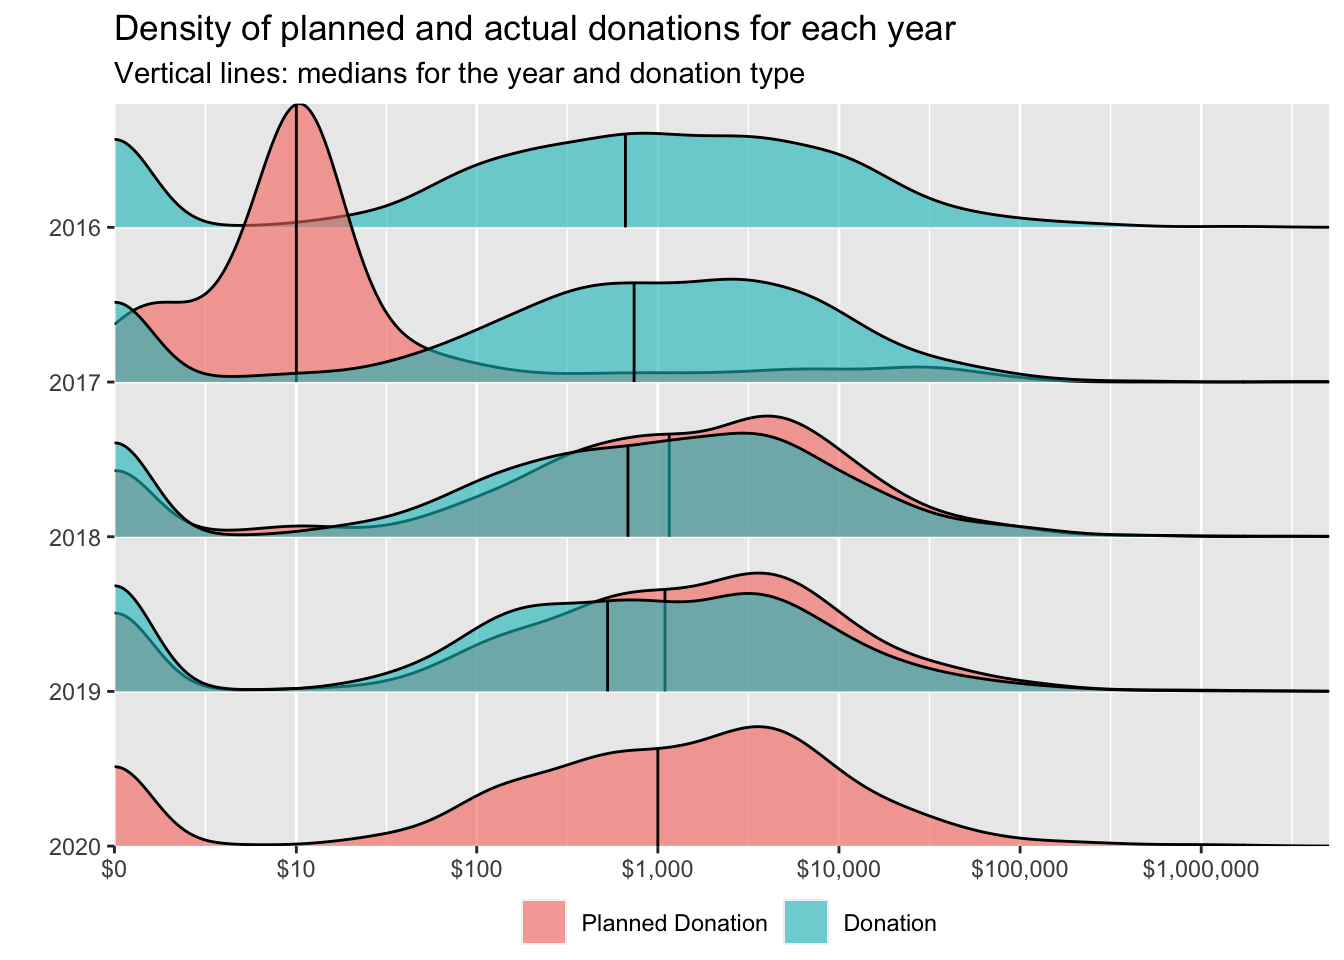 Density of planned and actual donations for each year
Vertical lines: medians for the year and donation type
2016
2017
2018
2019
2020
$0 $10 $100 $1,000 $10,000 $100,000 $1,000,000
Planned Donation Donation